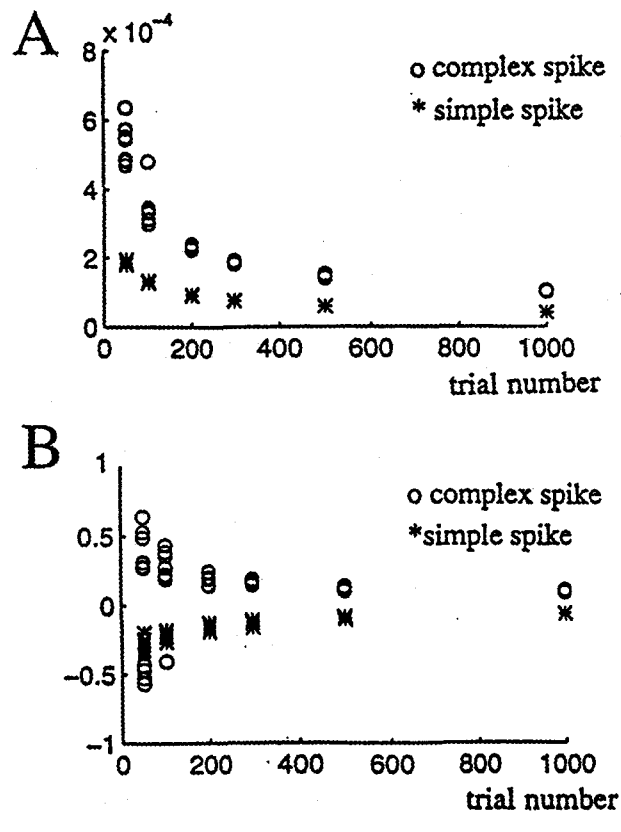 A
× 10⁻⁴
8
6
4
2
0
o complex spike
* simple spike
0 200 400 600 800 1000
trial number
B
1
0.5
0
−0.5
−1
o complex spike
*simple spike
0 200 400 600 800 1000
trial number